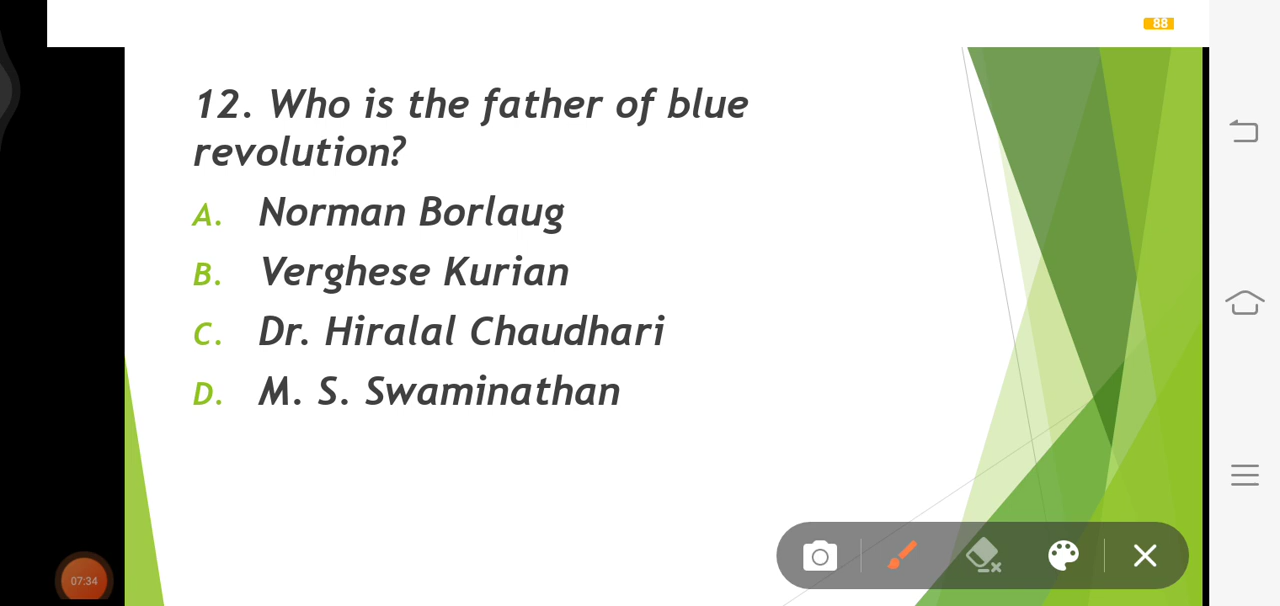 88
12. Who is the father of blue
revolution?
A. Norman Borlaug
B. Verghese Kurian
C. Dr. Hiralal Chaudhari
D. M. S. Swaminathan
07:34